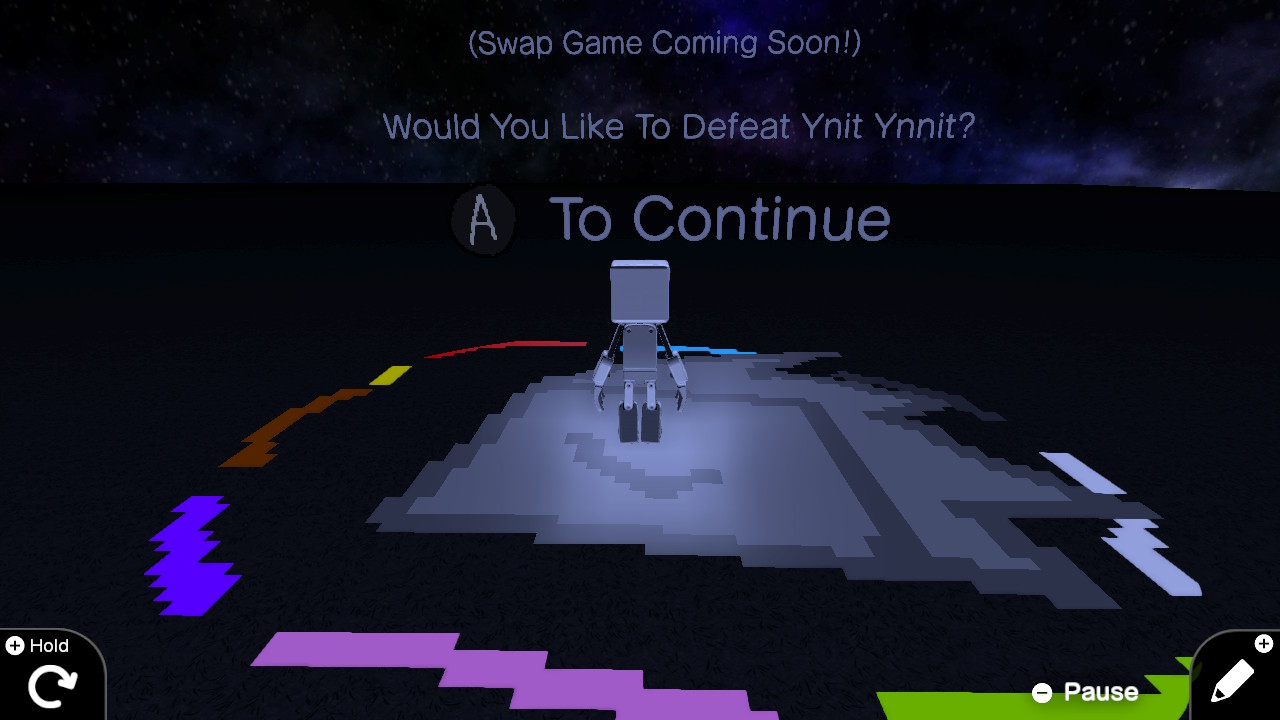 (Swap Game Coming Soon!)
Would You Like To Defeat Ynit Ynnit?
A To Continue
+ Hold
- Pause
+